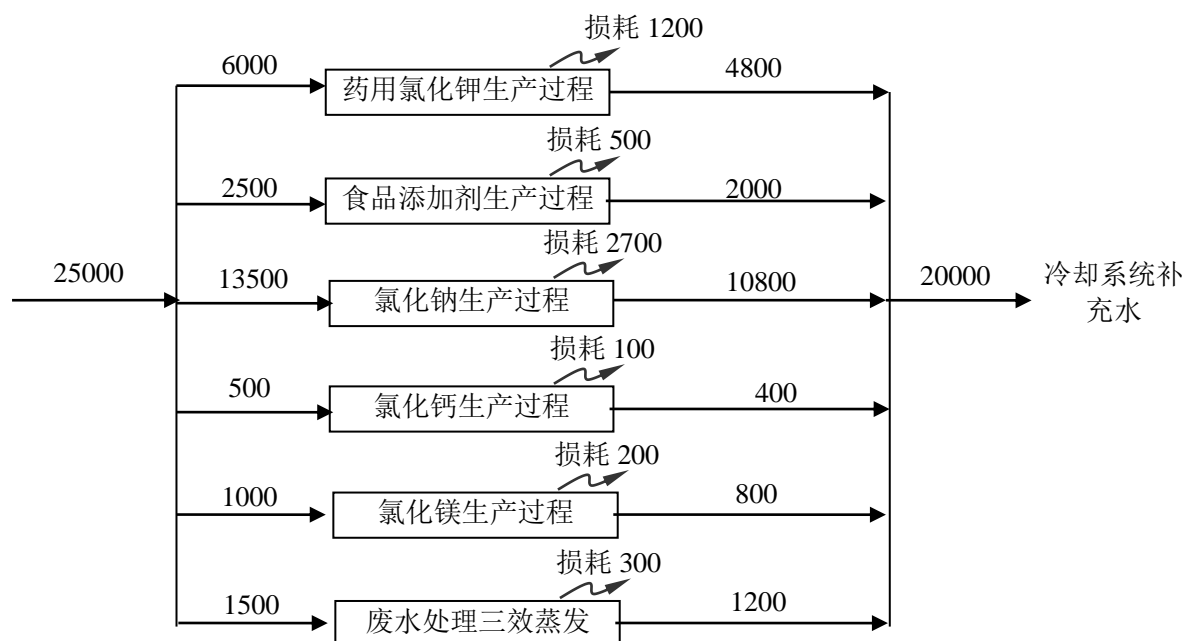 损耗 1200
6000
药用氯化钾生产过程
4800
损耗 500
2500
食品添加剂生产过程
2000
损耗 2700
25000
13500
氯化钠生产过程
10800
20000
冷却系统补
充水
损耗 100
500
氯化钙生产过程
400
损耗 200
1000
氯化镁生产过程
800
损耗 300
1500
废水处理三效蒸发
1200